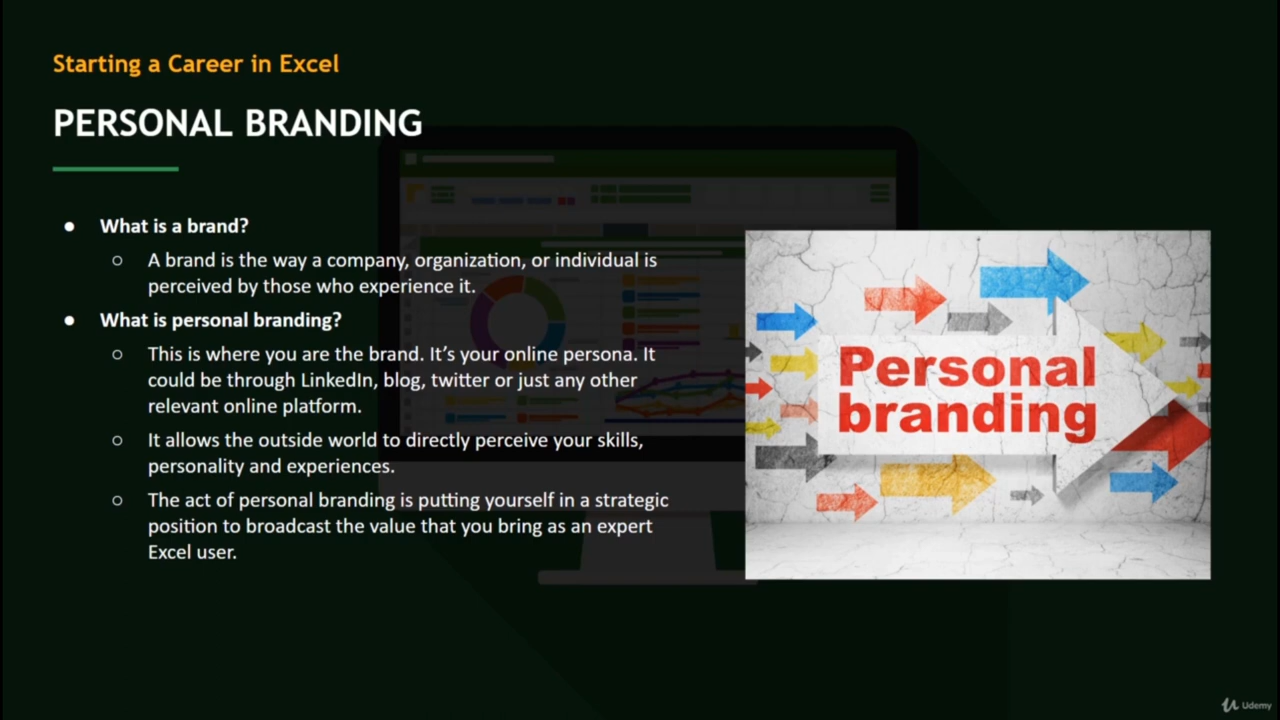 Starting a Career in Excel
PERSONAL BRANDING
● What is a brand?
○ A brand is the way a company, organization, or individual is
perceived by those who experience it.
● What is personal branding?
○ This is where you are the brand. It’s your online persona. It
could be through LinkedIn, blog, twitter or just any other
relevant online platform.
○ It allows the outside world to directly perceive your skills,
personality and experiences.
○ The act of personal branding is putting yourself in a strategic
position to broadcast the value that you bring as an expert
Excel user.
Personal
branding
Udemy